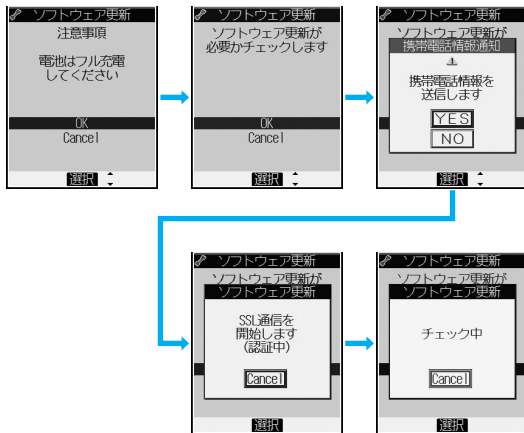 ソフトウェア更新
注意事項
電池はフル充電
してください
OK
Cancel
選択
ソフトウェア更新
ソフトウェア更新が
必要かチェックします
OK
Cancel
選択
ソフトウェア更新
ソフトウェア更新が
携帯電話情報通知
携帯電話情報を
送信します
YES
NO
選択
ソフトウェア更新
ソフトウェア更新が
ソフトウェア更新
SSL通信を
開始します
(認証中)
Cancel
選択
ソフトウェア更新
ソフトウェア更新が
ソフトウェア更新
チェック中
Cancel
選択